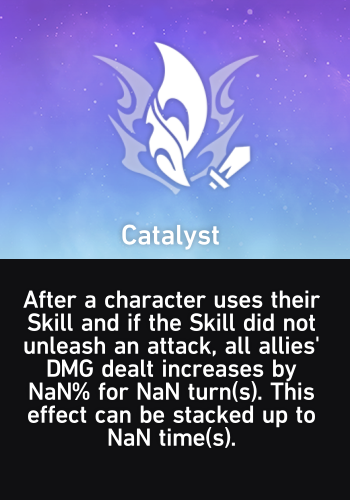 Catalyst
After a character uses their
Skill and if the Skill did not
unleash an attack, all allies'
DMG dealt increases by
NaN% for NaN turn(s). This
effect can be stacked up to
NaN time(s).